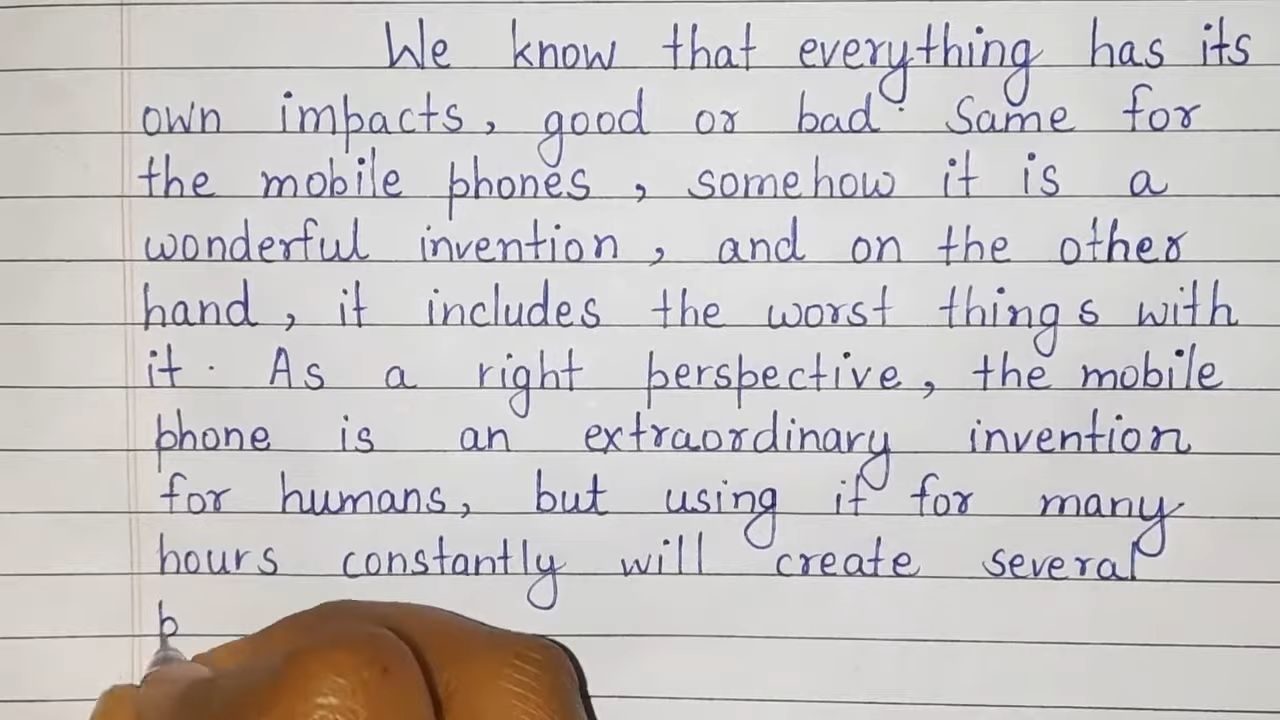 We know that everything has its
own impacts, good or bad. Same for
the mobile phones, somehow it is a
wonderful invention, and on the other
hand, it includes the worst things with
it. As a right perspective, the mobile
phone is an extraordinary invention
for humans, but using it for many
hours constantly will create several
p